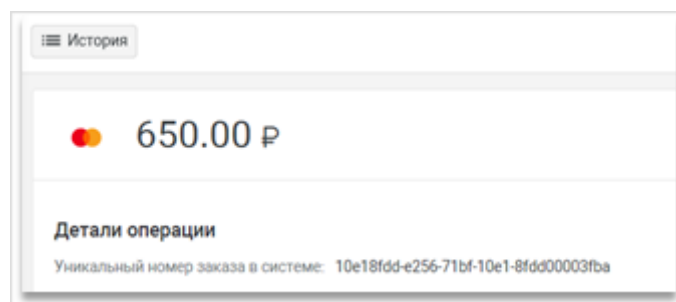 История
650.00 ₽
Детали операции
Уникальный номер заказа в системе: 10e18fdd-e256-71bf-10e1-8fdd00003fba